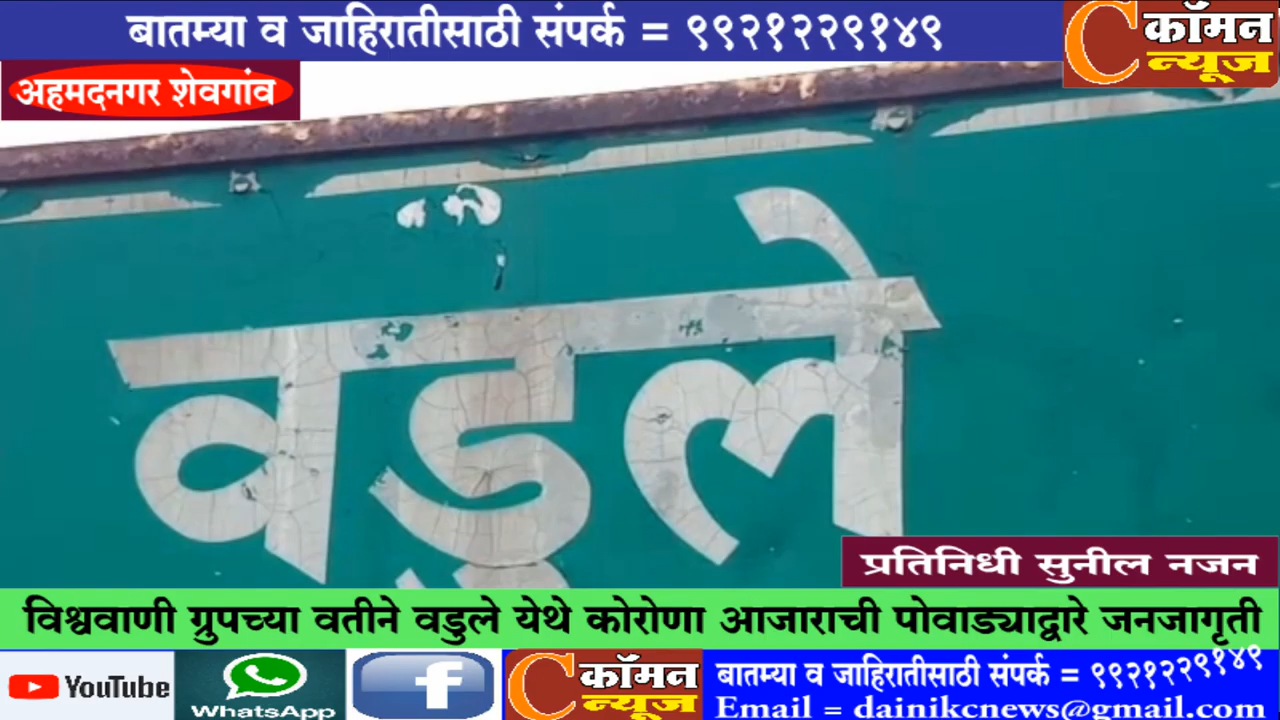 बातम्या व जाहिरातीसाठी संपर्क = ९९२१२२९१४९
C कॉमन
न्यूज
अहमदनगर शेवगांव
वडुले
प्रतिनिधी सुनील नजन
विश्ववाणी ग्रुपच्या वतीने वडुले येथे कोरोणा आजाराची पोवाड्याद्वारे जनजागृती
YouTube
WhatsApp
f
C कॉमन
न्यूज
बातम्या व जाहिरातीसाठी संपर्क = ९९२१२२९१४९
Email = dainikcnews@gmail.com